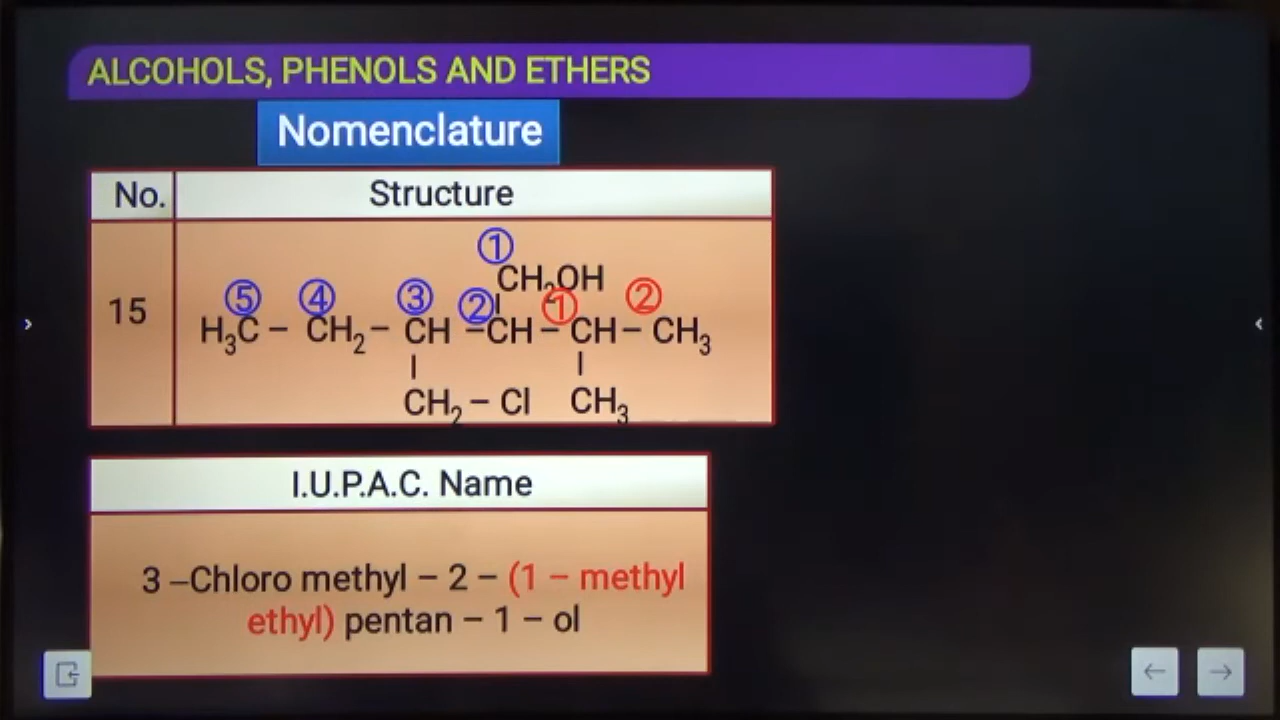 ALCOHOLS, PHENOLS AND ETHERS
Nomenclature
No. Structure
①
CH₂OH
⑤ ④ ③ ② ① ②
15 H₃C – CH₂ – CH – CH – CH – CH₃
CH₂ – Cl CH₃
I.U.P.A.C. Name
3 –Chloro methyl – 2 – (1 – methyl
ethyl) pentan – 1 – ol